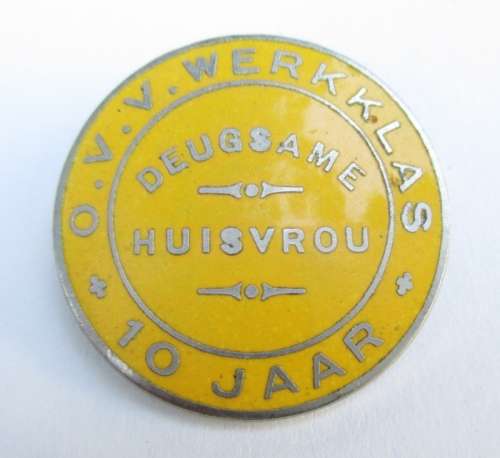 O.V.V. WERKKLAS
DEUGSAME
HUISVROU
10 JAAR